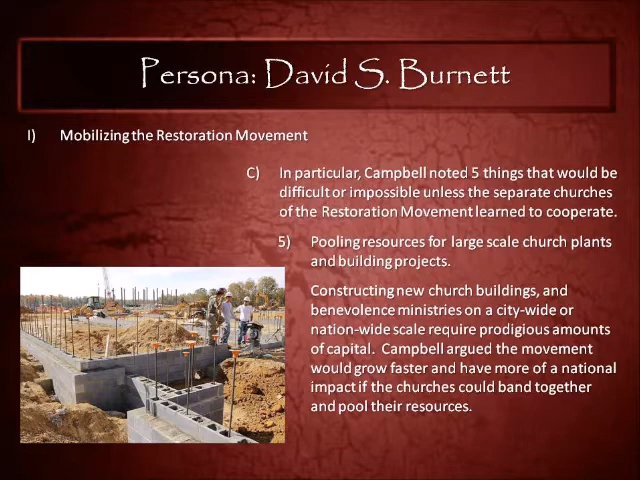 Persona: David S. Burnett
I) Mobilizing the Restoration Movement
C) In particular, Campbell noted 5 things that would be
difficult or impossible unless the separate churches
of the Restoration Movement learned to cooperate.
5) Pooling resources for large scale church plants
and building projects.
Constructing new church buildings, and
benevolence ministries on a city-wide or
nation-wide scale require prodigious amounts
of capital. Campbell argued the movement
would grow faster and have more of a national
impact if the churches could band together
and pool their resources.